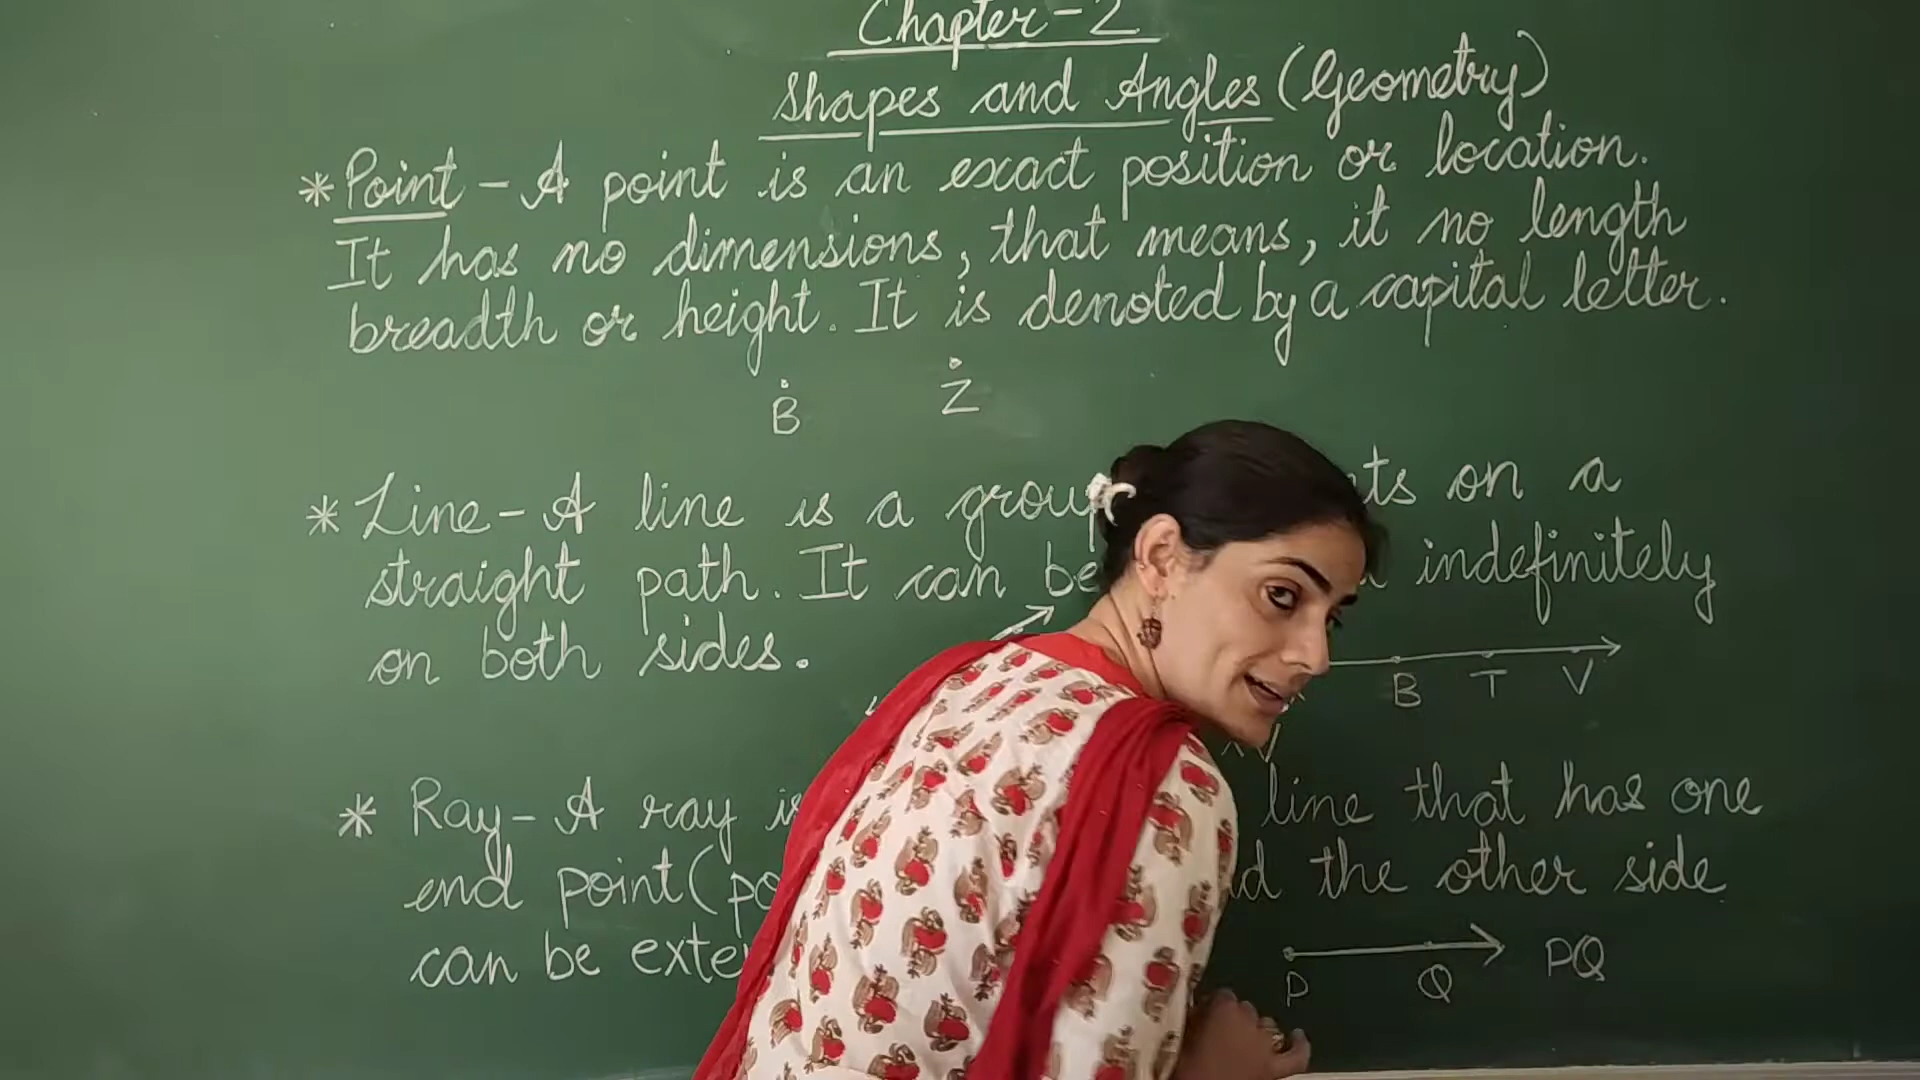 Chapter-2
Shapes and Angles (Geometry)
* Point - A point is an exact position or location.
It has no dimensions, that means, it no length
breadth or height. It is denoted by a capital letter.
B Z
* Line - A line is a on a
straight path. It can be indefinitely
on both sides.
B T V
* Ray - A ray line that has one
end point ( the other side
can be
P Q PQ